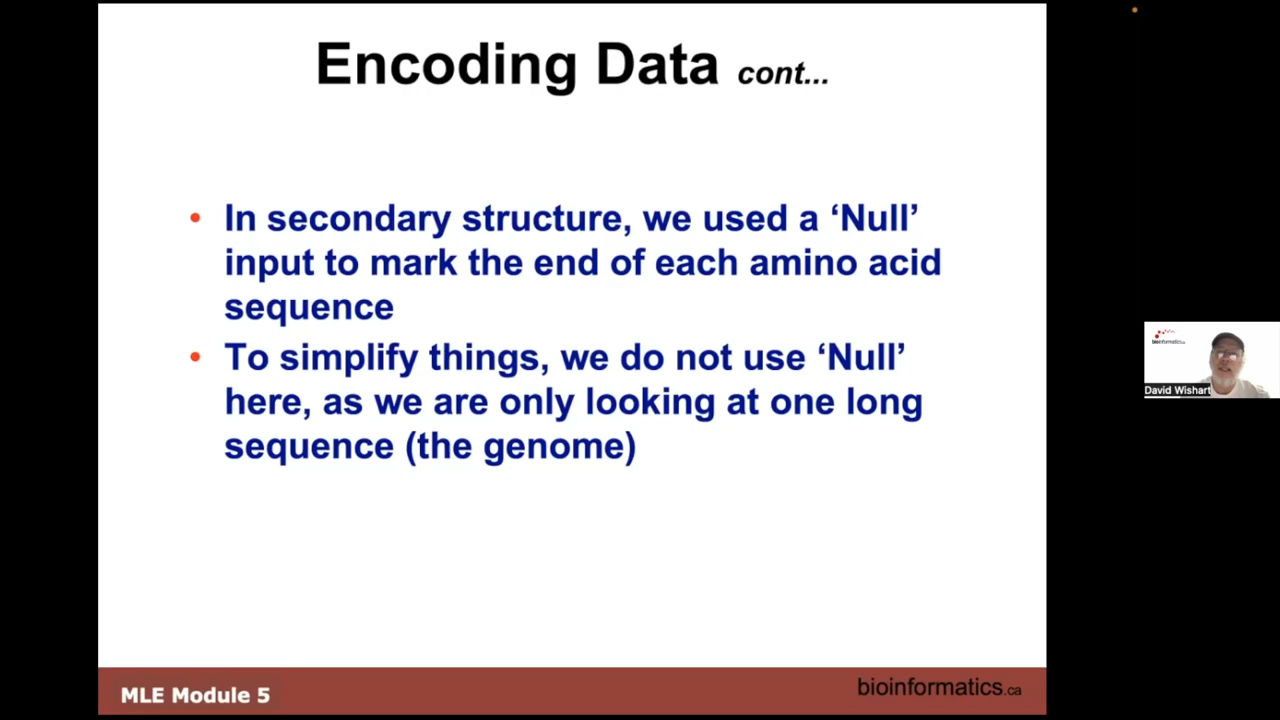 Encoding Data cont...
• In secondary structure, we used a ‘Null’
input to mark the end of each amino acid
sequence
• To simplify things, we do not use ‘Null’
here, as we are only looking at one long
sequence (the genome)
bioinformatics.ca
David Wishart
MLE Module 5
bioinformatics.ca